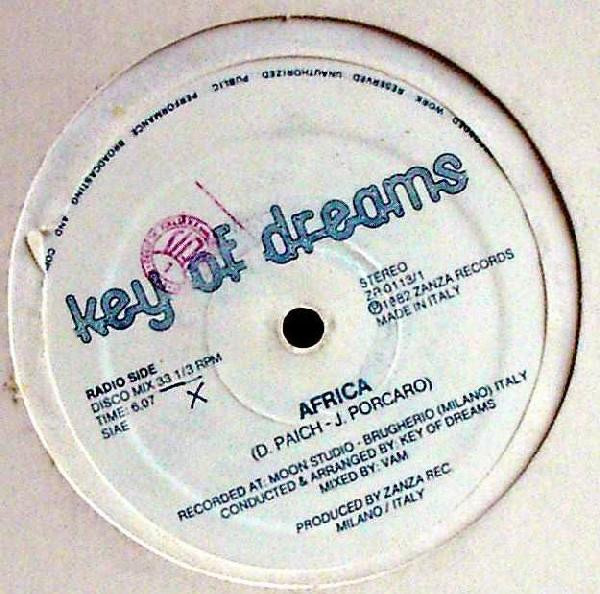 WORK RESERVED UNAUTHORIZED PUBLIC PERFORMANCE BROADCASTING AND
key of dreams
STEREO
ZR 0113/1
Ⓟ1982 ZANZA RECORDS
MADE IN ITALY
RADIO SIDE
DISCO MIX 33 1/3 RPM
TIME: 6,07
SIAE
X
AFRICA
(D. PAICH - J. PORCARO)
RECORDED AT: MOON STUDIO - BRUGHERIO (MILANO) ITALY
CONDUCTED & ARRANGED BY: KEY OF DREAMS
MIXED BY: VAM
PRODUCED BY ZANZA REC.
MILANO / ITALY